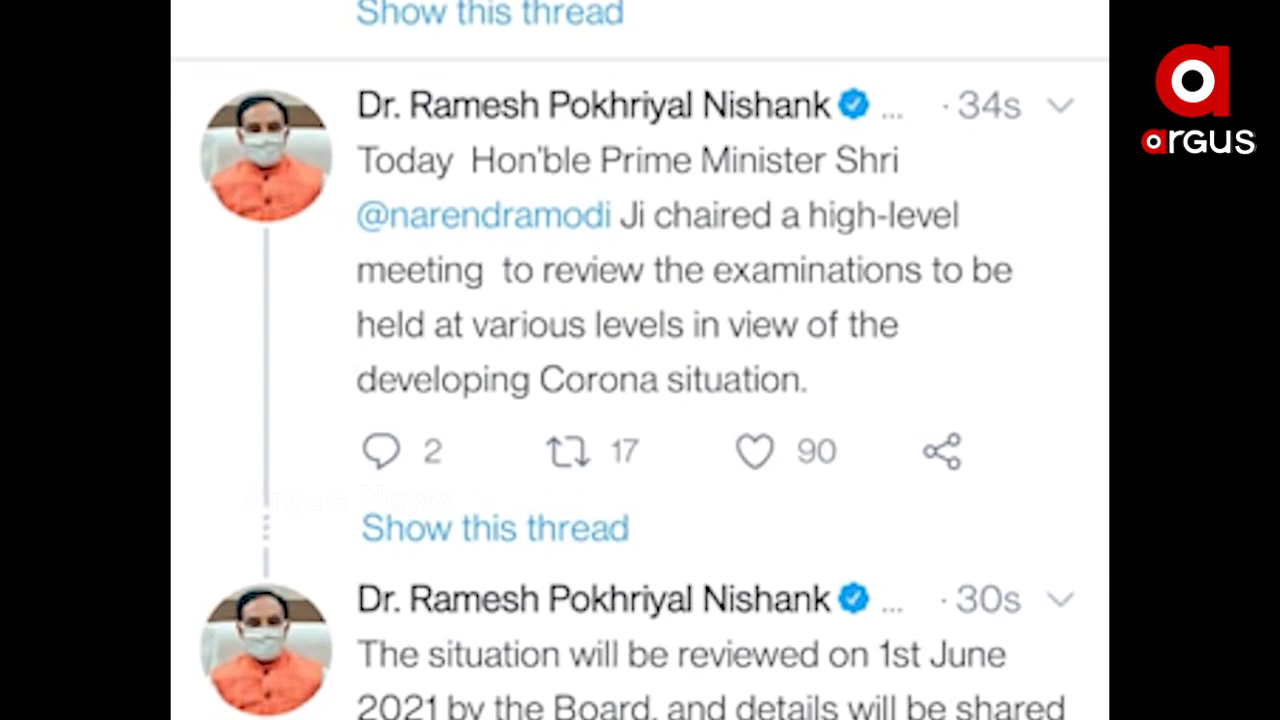 Show this thread
Dr. Ramesh Pokhriyal Nishank ... · 34s
Today Hon'ble Prime Minister Shri
@narendramodi Ji chaired a high-level
meeting to review the examinations to be
held at various levels in view of the
developing Corona situation.
2 17 90
Argus News
Show this thread
Dr. Ramesh Pokhriyal Nishank ... · 30s
The situation will be reviewed on 1st June
2021 by the Board, and details will be shared
argus